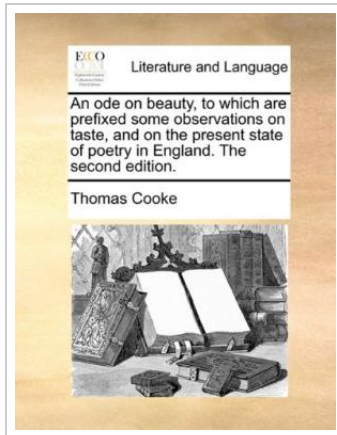 ECCO
Literature and Language
An ode on beauty, to which are
prefixed some observations on
taste, and on the present state
of poetry in England. The
second edition.
Thomas Cooke